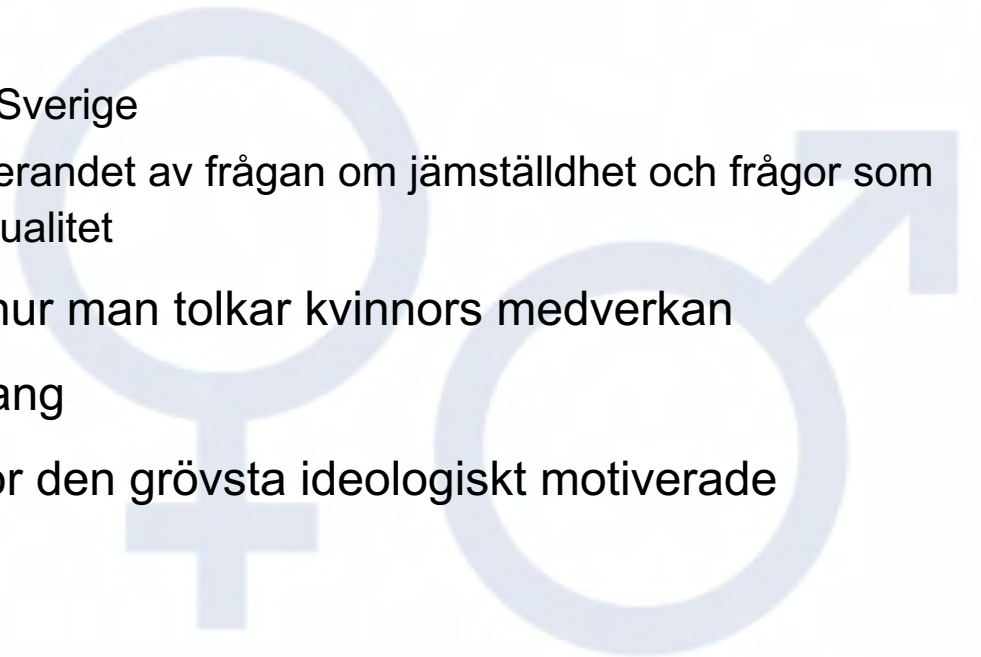 Sverige
erandet av frågan om jämställdhet och frågor som
ualitet
hur man tolkar kvinnors medverkan
ang
or den grövsta ideologiskt motiverade